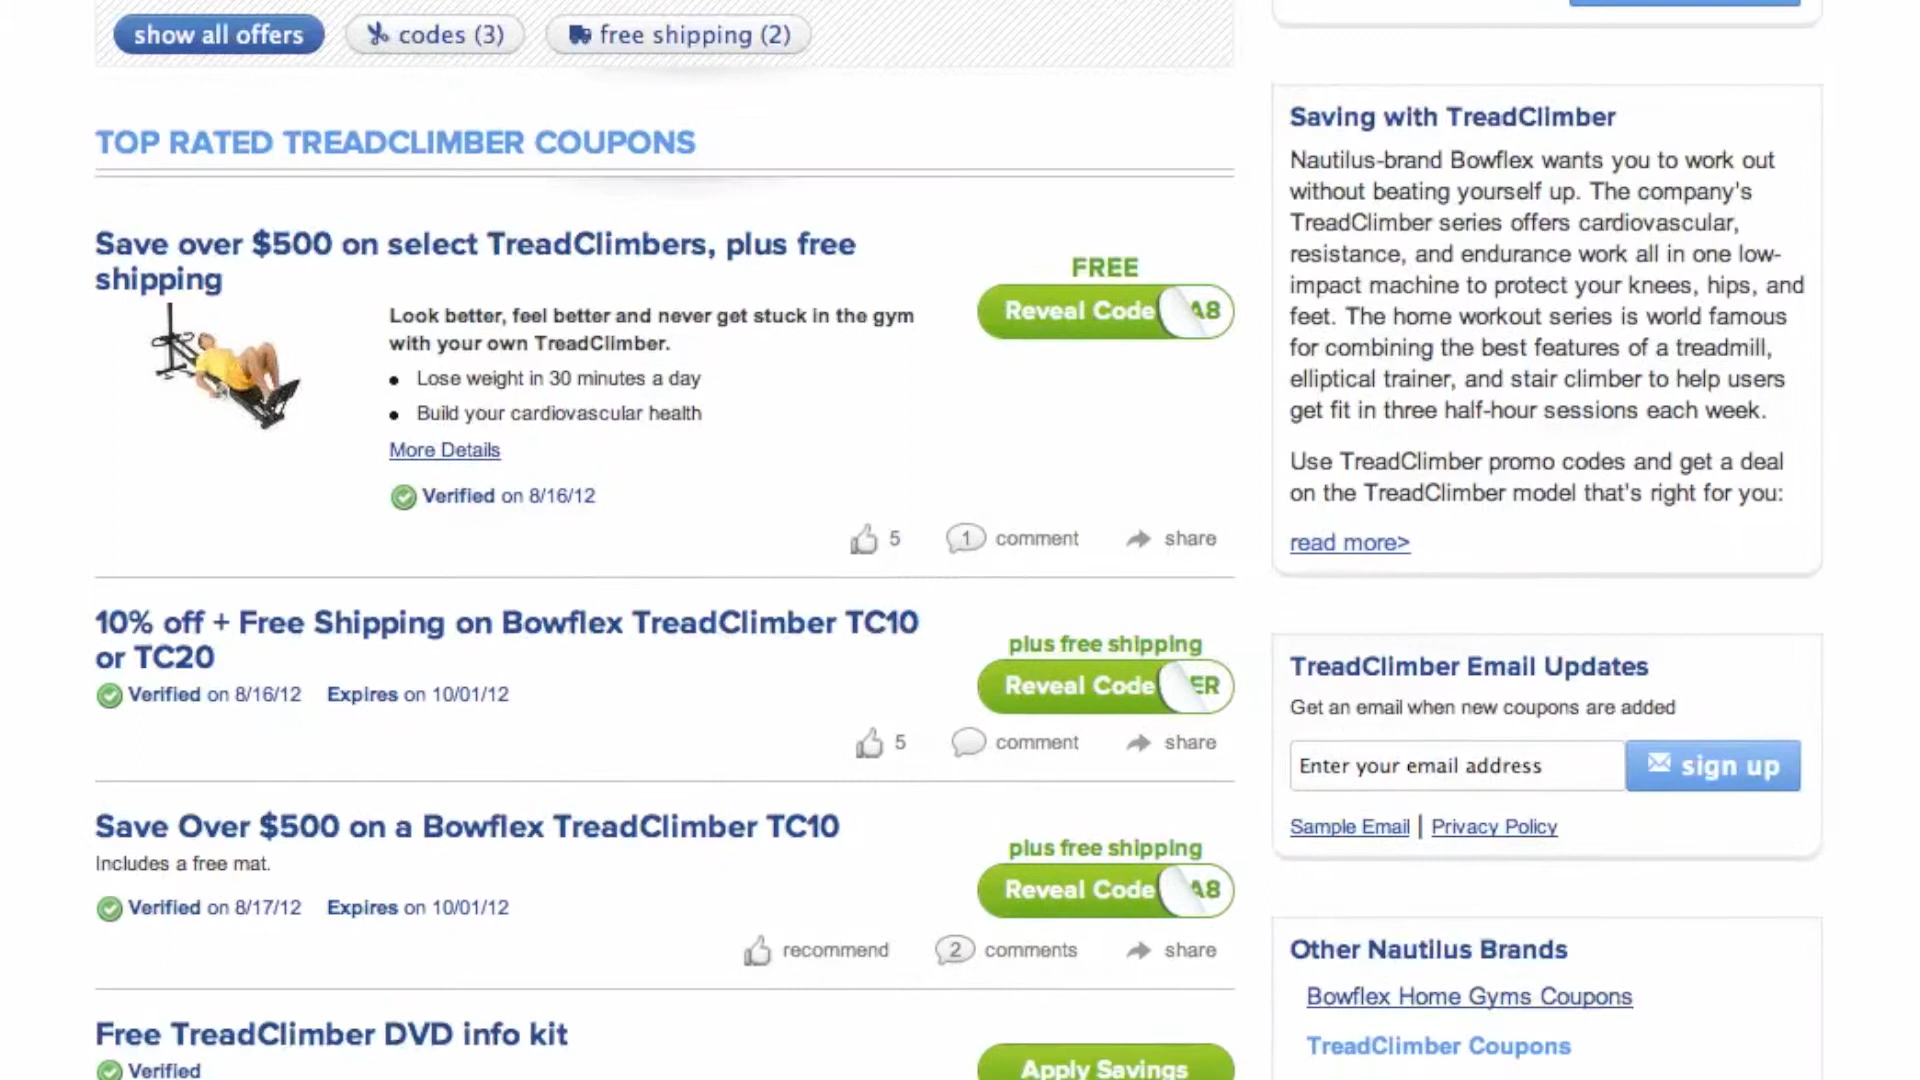 show all offers
codes (3)
free shipping (2)
TOP RATED TREADCLIMBER COUPONS
Save over $500 on select TreadClimbers, plus free
shipping
Look better, feel better and never get stuck in the gym
with your own TreadClimber.
• Lose weight in 30 minutes a day
• Build your cardiovascular health
More Details
Verified on 8/16/12
FREE
Reveal Code A8
5
1 comment
share
10% off + Free Shipping on Bowflex TreadClimber TC10
or TC20
Verified on 8/16/12 Expires on 10/01/12
plus free shipping
Reveal Code ER
5
comment
share
Save Over $500 on a Bowflex TreadClimber TC10
Includes a free mat.
Verified on 8/17/12 Expires on 10/01/12
plus free shipping
Reveal Code A8
recommend
2 comments
share
Free TreadClimber DVD info kit
Verified
Apply Savings
Saving with TreadClimber
Nautilus-brand Bowflex wants you to work out
without beating yourself up. The company's
TreadClimber series offers cardiovascular,
resistance, and endurance work all in one low-
impact machine to protect your knees, hips, and
feet. The home workout series is world famous
for combining the best features of a treadmill,
elliptical trainer, and stair climber to help users
get fit in three half-hour sessions each week.
Use TreadClimber promo codes and get a deal
on the TreadClimber model that's right for you:
read more>
TreadClimber Email Updates
Get an email when new coupons are added
Enter your email address
sign up
Sample Email | Privacy Policy
Other Nautilus Brands
Bowflex Home Gyms Coupons
TreadClimber Coupons